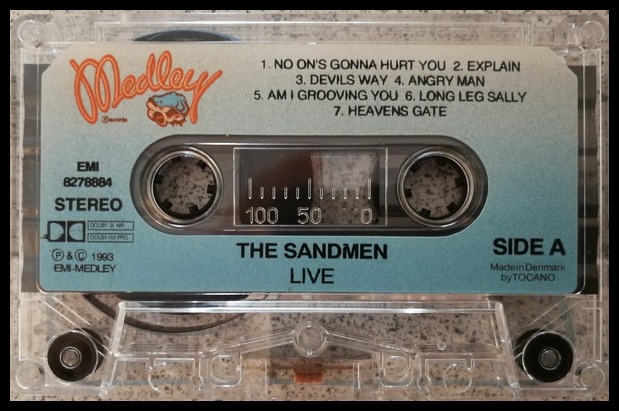 Medley
Records
1. NO ON'S GONNA HURT YOU 2. EXPLAIN
3. DEVILS WAY 4. ANGRY MAN
5. AM I GROOVING YOU 6. LONG LEG SALLY
7. HEAVENS GATE
EMI
8278884
STEREO
DOLBY B NR
DOLBY HX PRO
Ⓟ & © 1993
EMI-MEDLEY
100 50 0
THE SANDMEN
LIVE
SIDE A
Made in Denmark
by TOCANO